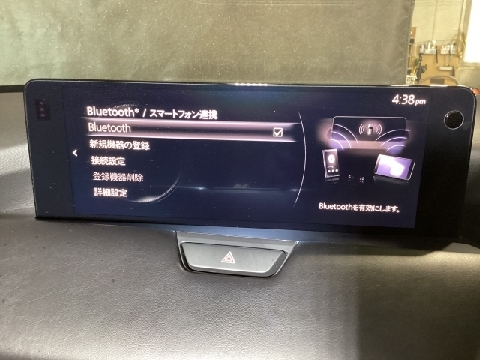 4:38pm
Bluetooth® / スマートフォン連携
Bluetooth
新規機器の登録
接続設定
登録機器削除
詳細設定
Bluetoothを有効にします。